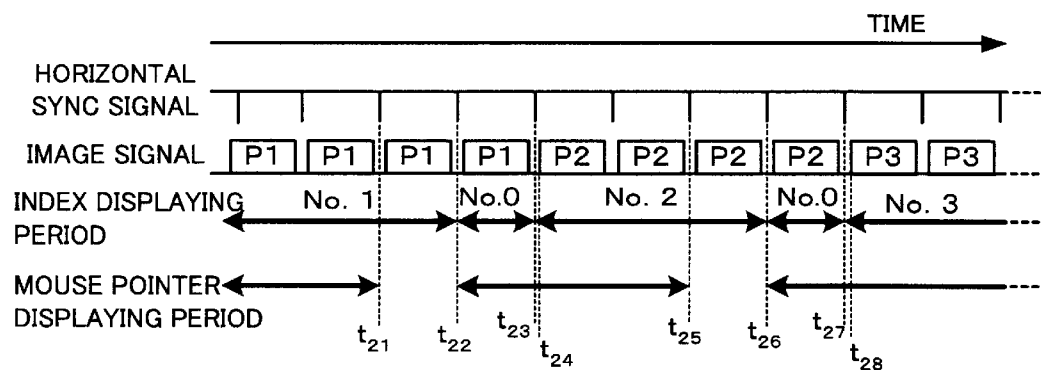 TIME
HORIZONTAL
SYNC SIGNAL
IMAGE SIGNAL P1 P1 P1 P1 P2 P2 P2 P2 P3 P3
INDEX DISPLAYING No. 1 No.0 No. 2 No.0 No. 3
PERIOD
MOUSE POINTER
DISPLAYING PERIOD
t21 t22 t23 t24 t25 t26 t27 t28